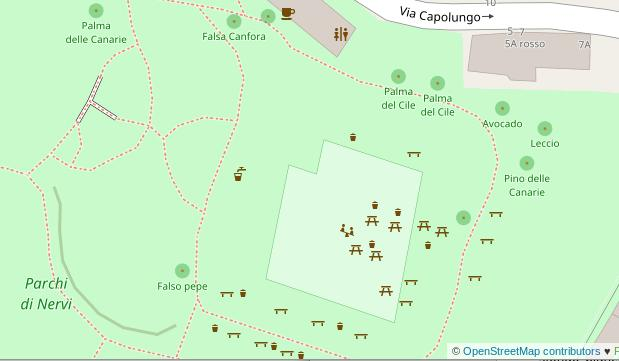 10
Via Capolungo→
5 7
5A rosso
7A
Palma
delle Canarie
Falsa Canfora
Palma
del Cile
Palma
del Cile
Avocado
Leccio
Pino delle
Canarie
Falso pepe
Parchi
di Nervi
© OpenStreetMap contributors ♥